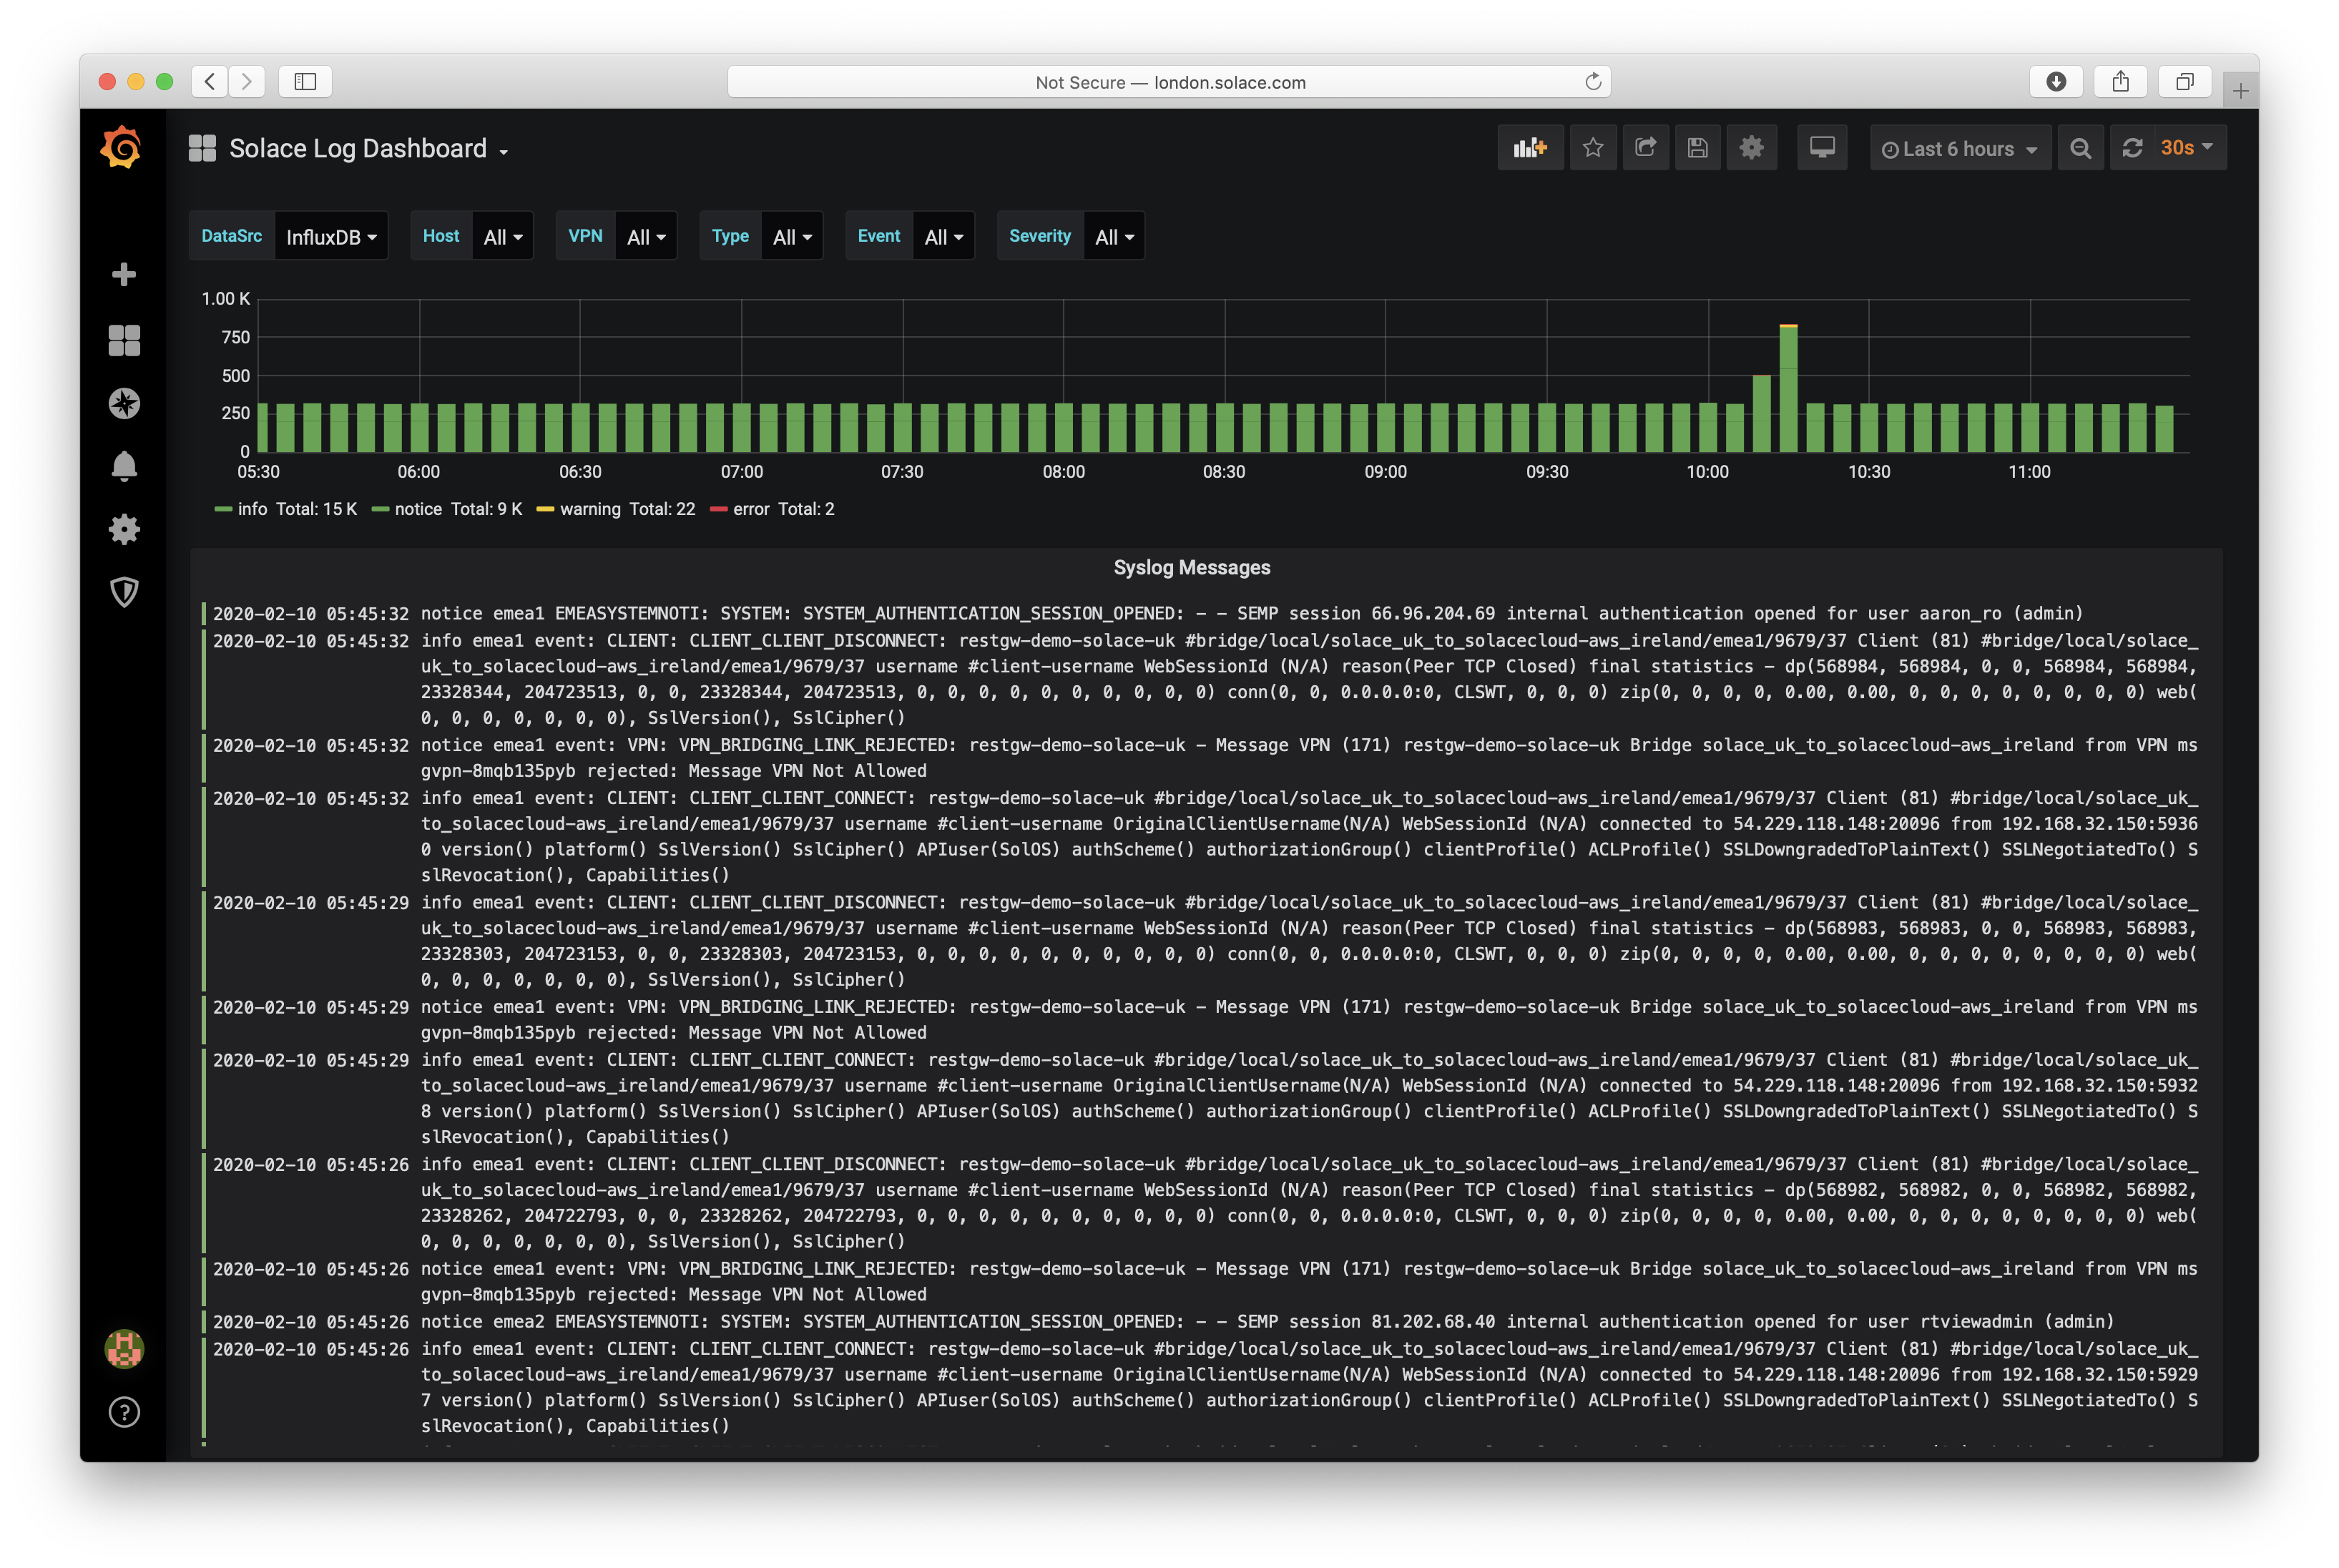 Not Secure — london.solace.com
Solace Log Dashboard
Last 6 hours
30s
DataSrc InfluxDB Host All VPN All Type All Event All Severity All
1.00 K
750
500
250
0
05:30 06:00 06:30 07:00 07:30 08:00 08:30 09:00 09:30 10:00 10:30 11:00
info Total: 15 K notice Total: 9 K warning Total: 22 error Total: 2
Syslog Messages
2020-02-10 05:45:32 notice emea1 EMEASYSTEMNOTI: SYSTEM: SYSTEM_AUTHENTICATION_SESSION_OPENED: - - SEMP session 66.96.204.69 internal authentication opened for user aaron_ro (admin)
2020-02-10 05:45:32 info emea1 event: CLIENT: CLIENT_CLIENT_DISCONNECT: restgw-demo-solace-uk #bridge/local/solace_uk_to_solacecloud-aws_ireland/emea1/9679/37 Client (81) #bridge/local/solace_
uk_to_solacecloud-aws_ireland/emea1/9679/37 username #client-username WebSessionId (N/A) reason(Peer TCP Closed) final statistics - dp(568984, 568984, 0, 0, 568984, 568984,
23328344, 204723513, 0, 0, 23328344, 204723513, 0, 0, 0, 0, 0, 0, 0, 0, 0, 0) conn(0, 0, 0.0.0.0:0, CLSWT, 0, 0, 0) zip(0, 0, 0, 0, 0.00, 0.00, 0, 0, 0, 0, 0, 0, 0, 0) web(
0, 0, 0, 0, 0, 0, 0), SslVersion(), SslCipher()
2020-02-10 05:45:32 notice emea1 event: VPN: VPN_BRIDGING_LINK_REJECTED: restgw-demo-solace-uk - Message VPN (171) restgw-demo-solace-uk Bridge solace_uk_to_solacecloud-aws_ireland from VPN ms
gvpn-8mqb135pyb rejected: Message VPN Not Allowed
2020-02-10 05:45:32 info emea1 event: CLIENT: CLIENT_CLIENT_CONNECT: restgw-demo-solace-uk #bridge/local/solace_uk_to_solacecloud-aws_ireland/emea1/9679/37 Client (81) #bridge/local/solace_uk_
to_solacecloud-aws_ireland/emea1/9679/37 username #client-username OriginalClientUsername(N/A) WebSessionId (N/A) connected to 54.229.118.148:20096 from 192.168.32.150:5936
0 version() platform() SslVersion() SslCipher() APIuser(SolOS) authScheme() authorizationGroup() clientProfile() ACLProfile() SSLDowngradedToPlainText() SSLNegotiatedTo() S
slRevocation(), Capabilities()
2020-02-10 05:45:29 info emea1 event: CLIENT: CLIENT_CLIENT_DISCONNECT: restgw-demo-solace-uk #bridge/local/solace_uk_to_solacecloud-aws_ireland/emea1/9679/37 Client (81) #bridge/local/solace_
uk_to_solacecloud-aws_ireland/emea1/9679/37 username #client-username WebSessionId (N/A) reason(Peer TCP Closed) final statistics - dp(568983, 568983, 0, 0, 568983, 568983,
23328303, 204723153, 0, 0, 23328303, 204723153, 0, 0, 0, 0, 0, 0, 0, 0, 0, 0) conn(0, 0, 0.0.0.0:0, CLSWT, 0, 0, 0) zip(0, 0, 0, 0, 0.00, 0.00, 0, 0, 0, 0, 0, 0, 0, 0) web(
0, 0, 0, 0, 0, 0, 0), SslVersion(), SslCipher()
2020-02-10 05:45:29 notice emea1 event: VPN: VPN_BRIDGING_LINK_REJECTED: restgw-demo-solace-uk - Message VPN (171) restgw-demo-solace-uk Bridge solace_uk_to_solacecloud-aws_ireland from VPN ms
gvpn-8mqb135pyb rejected: Message VPN Not Allowed
2020-02-10 05:45:29 info emea1 event: CLIENT: CLIENT_CLIENT_CONNECT: restgw-demo-solace-uk #bridge/local/solace_uk_to_solacecloud-aws_ireland/emea1/9679/37 Client (81) #bridge/local/solace_uk_
to_solacecloud-aws_ireland/emea1/9679/37 username #client-username OriginalClientUsername(N/A) WebSessionId (N/A) connected to 54.229.118.148:20096 from 192.168.32.150:5932
8 version() platform() SslVersion() SslCipher() APIuser(SolOS) authScheme() authorizationGroup() clientProfile() ACLProfile() SSLDowngradedToPlainText() SSLNegotiatedTo() S
slRevocation(), Capabilities()
2020-02-10 05:45:26 info emea1 event: CLIENT: CLIENT_CLIENT_DISCONNECT: restgw-demo-solace-uk #bridge/local/solace_uk_to_solacecloud-aws_ireland/emea1/9679/37 Client (81) #bridge/local/solace_
uk_to_solacecloud-aws_ireland/emea1/9679/37 username #client-username WebSessionId (N/A) reason(Peer TCP Closed) final statistics - dp(568982, 568982, 0, 0, 568982, 568982,
23328262, 204722793, 0, 0, 23328262, 204722793, 0, 0, 0, 0, 0, 0, 0, 0, 0, 0) conn(0, 0, 0.0.0.0:0, CLSWT, 0, 0, 0) zip(0, 0, 0, 0, 0.00, 0.00, 0, 0, 0, 0, 0, 0, 0, 0) web(
0, 0, 0, 0, 0, 0, 0), SslVersion(), SslCipher()
2020-02-10 05:45:26 notice emea1 event: VPN: VPN_BRIDGING_LINK_REJECTED: restgw-demo-solace-uk - Message VPN (171) restgw-demo-solace-uk Bridge solace_uk_to_solacecloud-aws_ireland from VPN ms
gvpn-8mqb135pyb rejected: Message VPN Not Allowed
2020-02-10 05:45:26 notice emea2 EMEASYSTEMNOTI: SYSTEM: SYSTEM_AUTHENTICATION_SESSION_OPENED: - - SEMP session 81.202.68.40 internal authentication opened for user rtviewadmin (admin)
2020-02-10 05:45:26 info emea1 event: CLIENT: CLIENT_CLIENT_CONNECT: restgw-demo-solace-uk #bridge/local/solace_uk_to_solacecloud-aws_ireland/emea1/9679/37 Client (81) #bridge/local/solace_uk_
to_solacecloud-aws_ireland/emea1/9679/37 username #client-username OriginalClientUsername(N/A) WebSessionId (N/A) connected to 54.229.118.148:20096 from 192.168.32.150:5929
7 version() platform() SslVersion() SslCipher() APIuser(SolOS) authScheme() authorizationGroup() clientProfile() ACLProfile() SSLDowngradedToPlainText() SSLNegotiatedTo() S
slRevocation(), Capabilities()